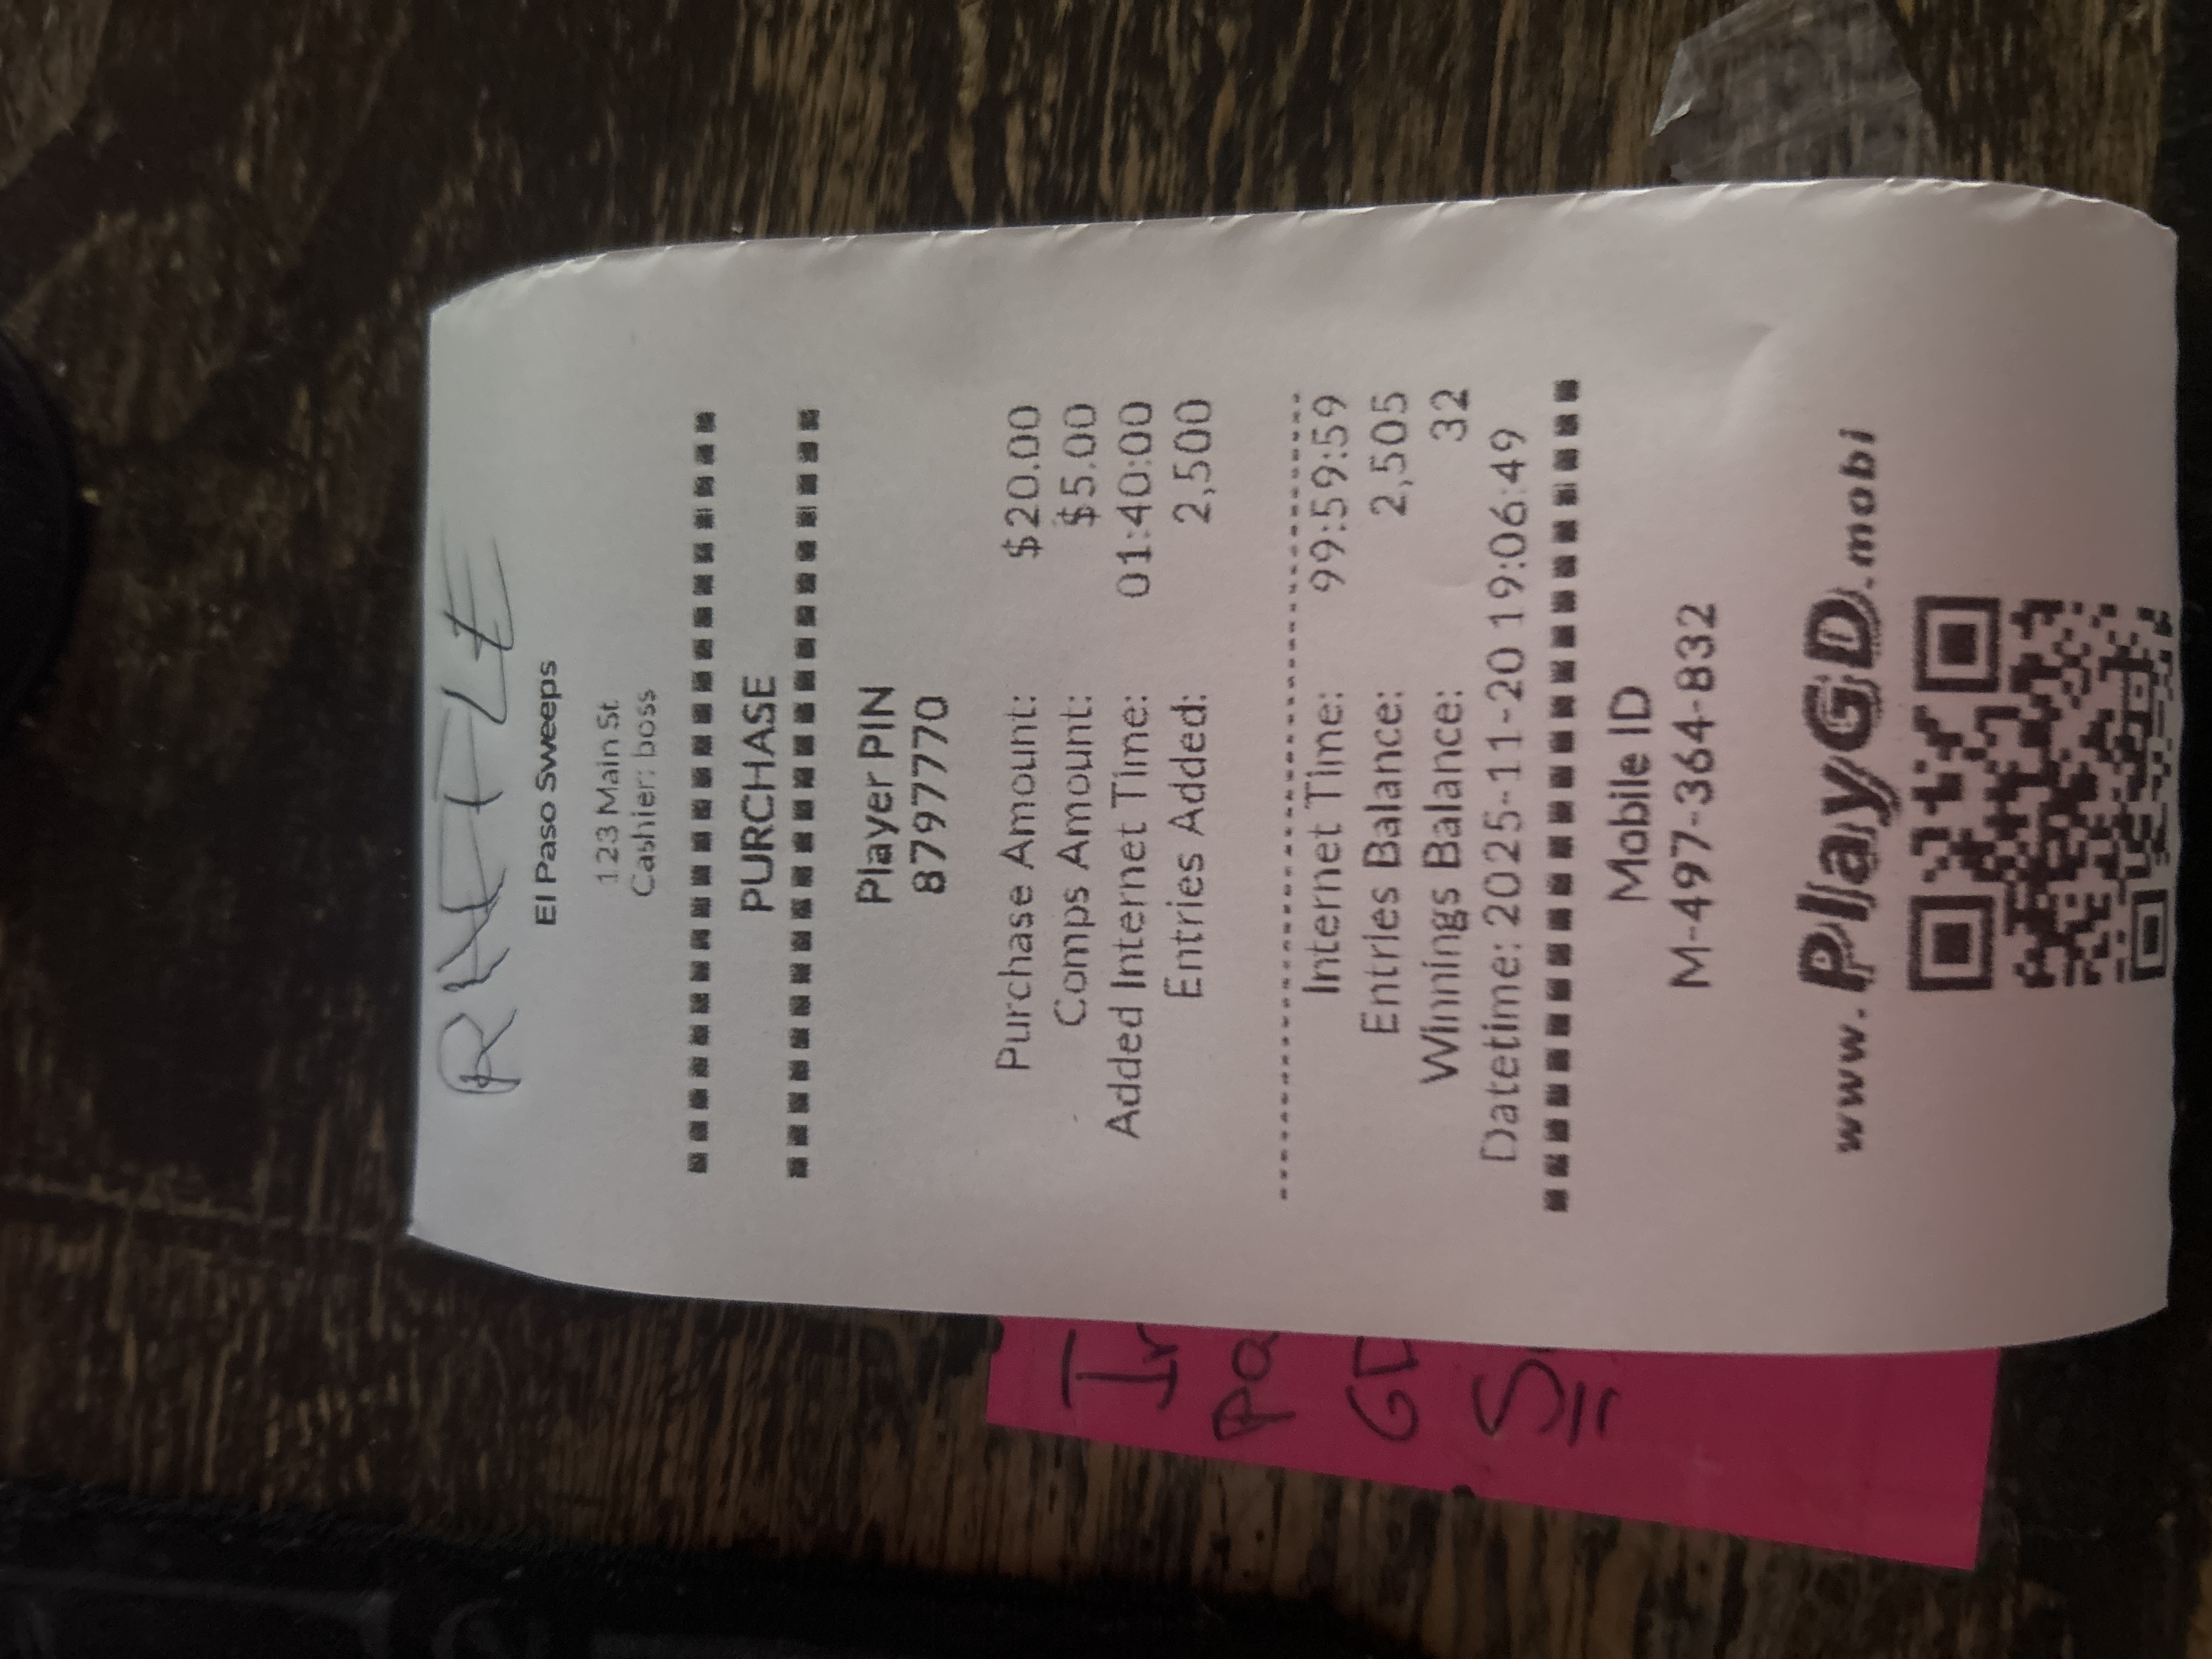 RAFFLE
El Paso Sweeps
123 Main St
Cashier: boss
PURCHASE
Player PIN
87977770
Purchase Amount: $20.00
Comps Amount: $5.00
Added Internet Time: 01:40:00
Entries Added: 2,500
Internet Time: 99:59:59
Entries Balance: 2,505
Winnings Balance: 32
Datetime: 2025-11-20 19:06:49
Mobile ID
M-497-364-832
www.PlayGD.mobi